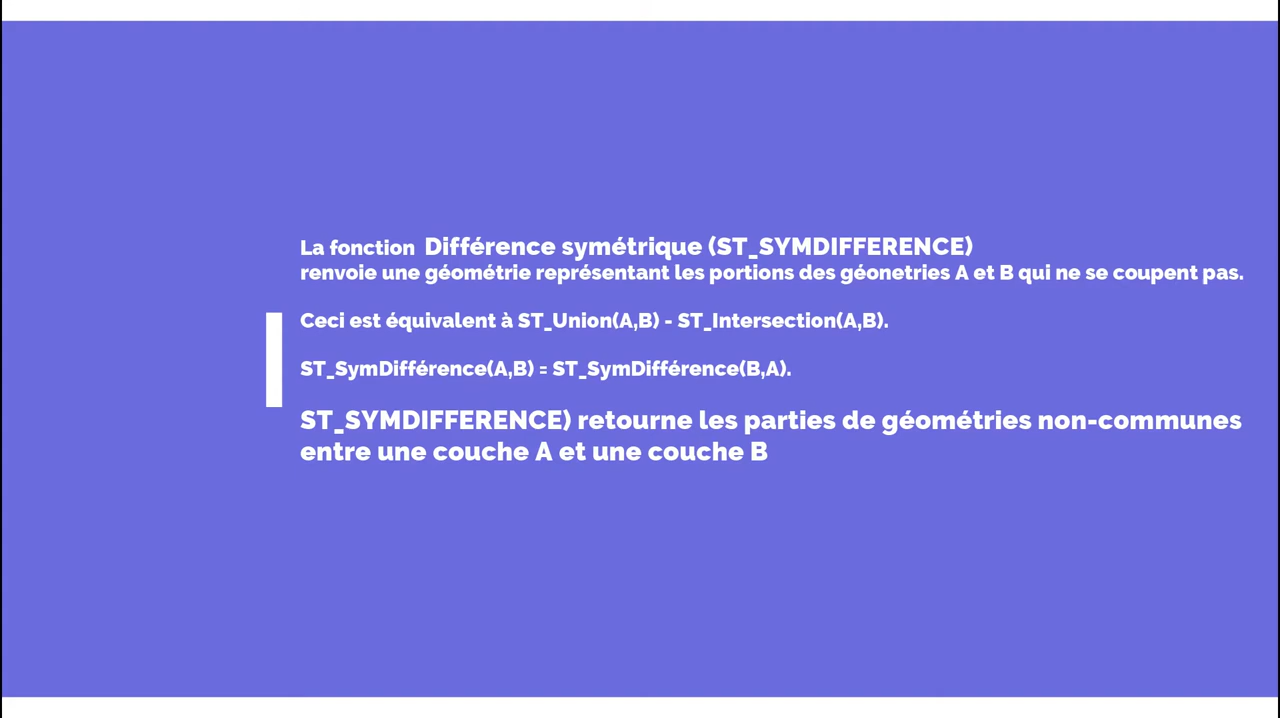 La fonction Différence symétrique (ST_SYMDIFFERENCE)
renvoie une géométrie représentant les portions des géonetries A et B qui ne se coupent pas.
Ceci est équivalent à ST_Union(A,B) - ST_Intersection(A,B).
ST_SymDifférence(A,B) = ST_SymDifférence(B,A).
ST_SYMDIFFERENCE) retourne les parties de géométries non-communes
entre une couche A et une couche B